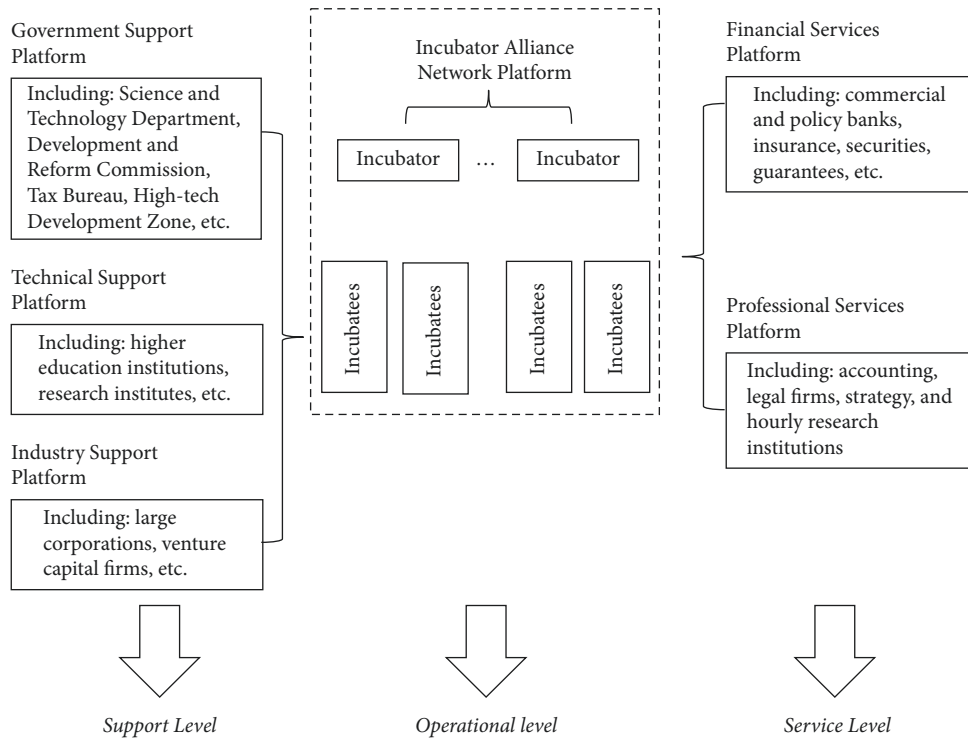 Government Support
Platform
Including: Science and
Technology Department,
Development and
Reform Commission,
Tax Bureau, High-tech
Development Zone, etc.
Technical Support
Platform
Including: higher
education institutions,
research institutes, etc.
Industry Support
Platform
Including: large
corporations, venture
capital firms, etc.
Support Level
Incubator Alliance
Network Platform
Incubator
...
Incubator
Incubatees
Incubatees
Incubatees
Incubatees
Operational level
Financial Services
Platform
Including: commercial
and policy banks,
insurance, securities,
guarantees, etc.
Professional Services
Platform
Including: accounting,
legal firms, strategy, and
hourly research
institutions
Service Level